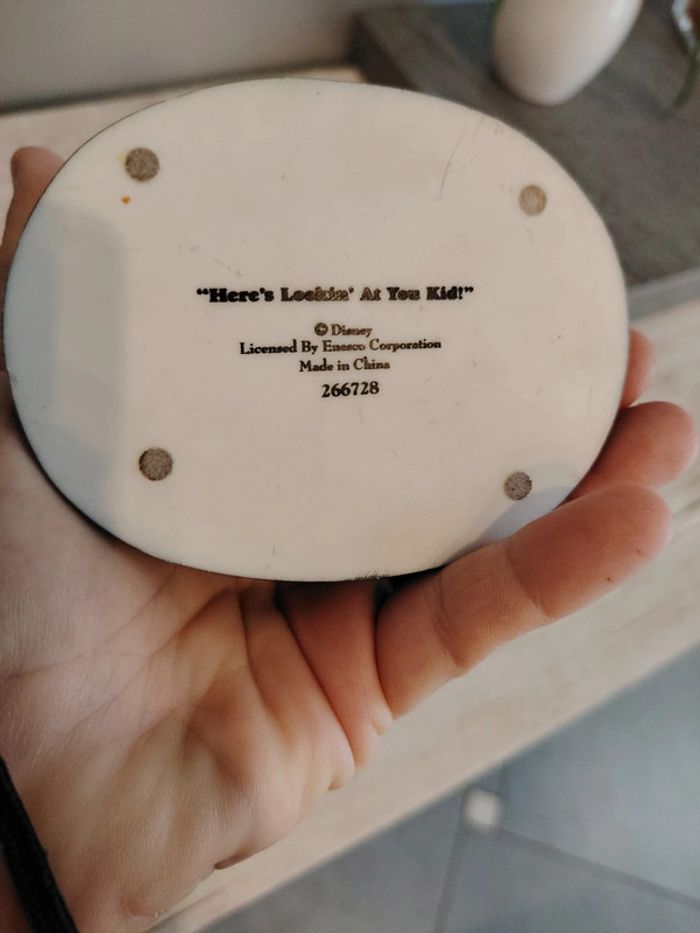 “Here's Lookin' At You Kid!”
© Disney
Licensed By Enesco Corporation
Made in China
266728